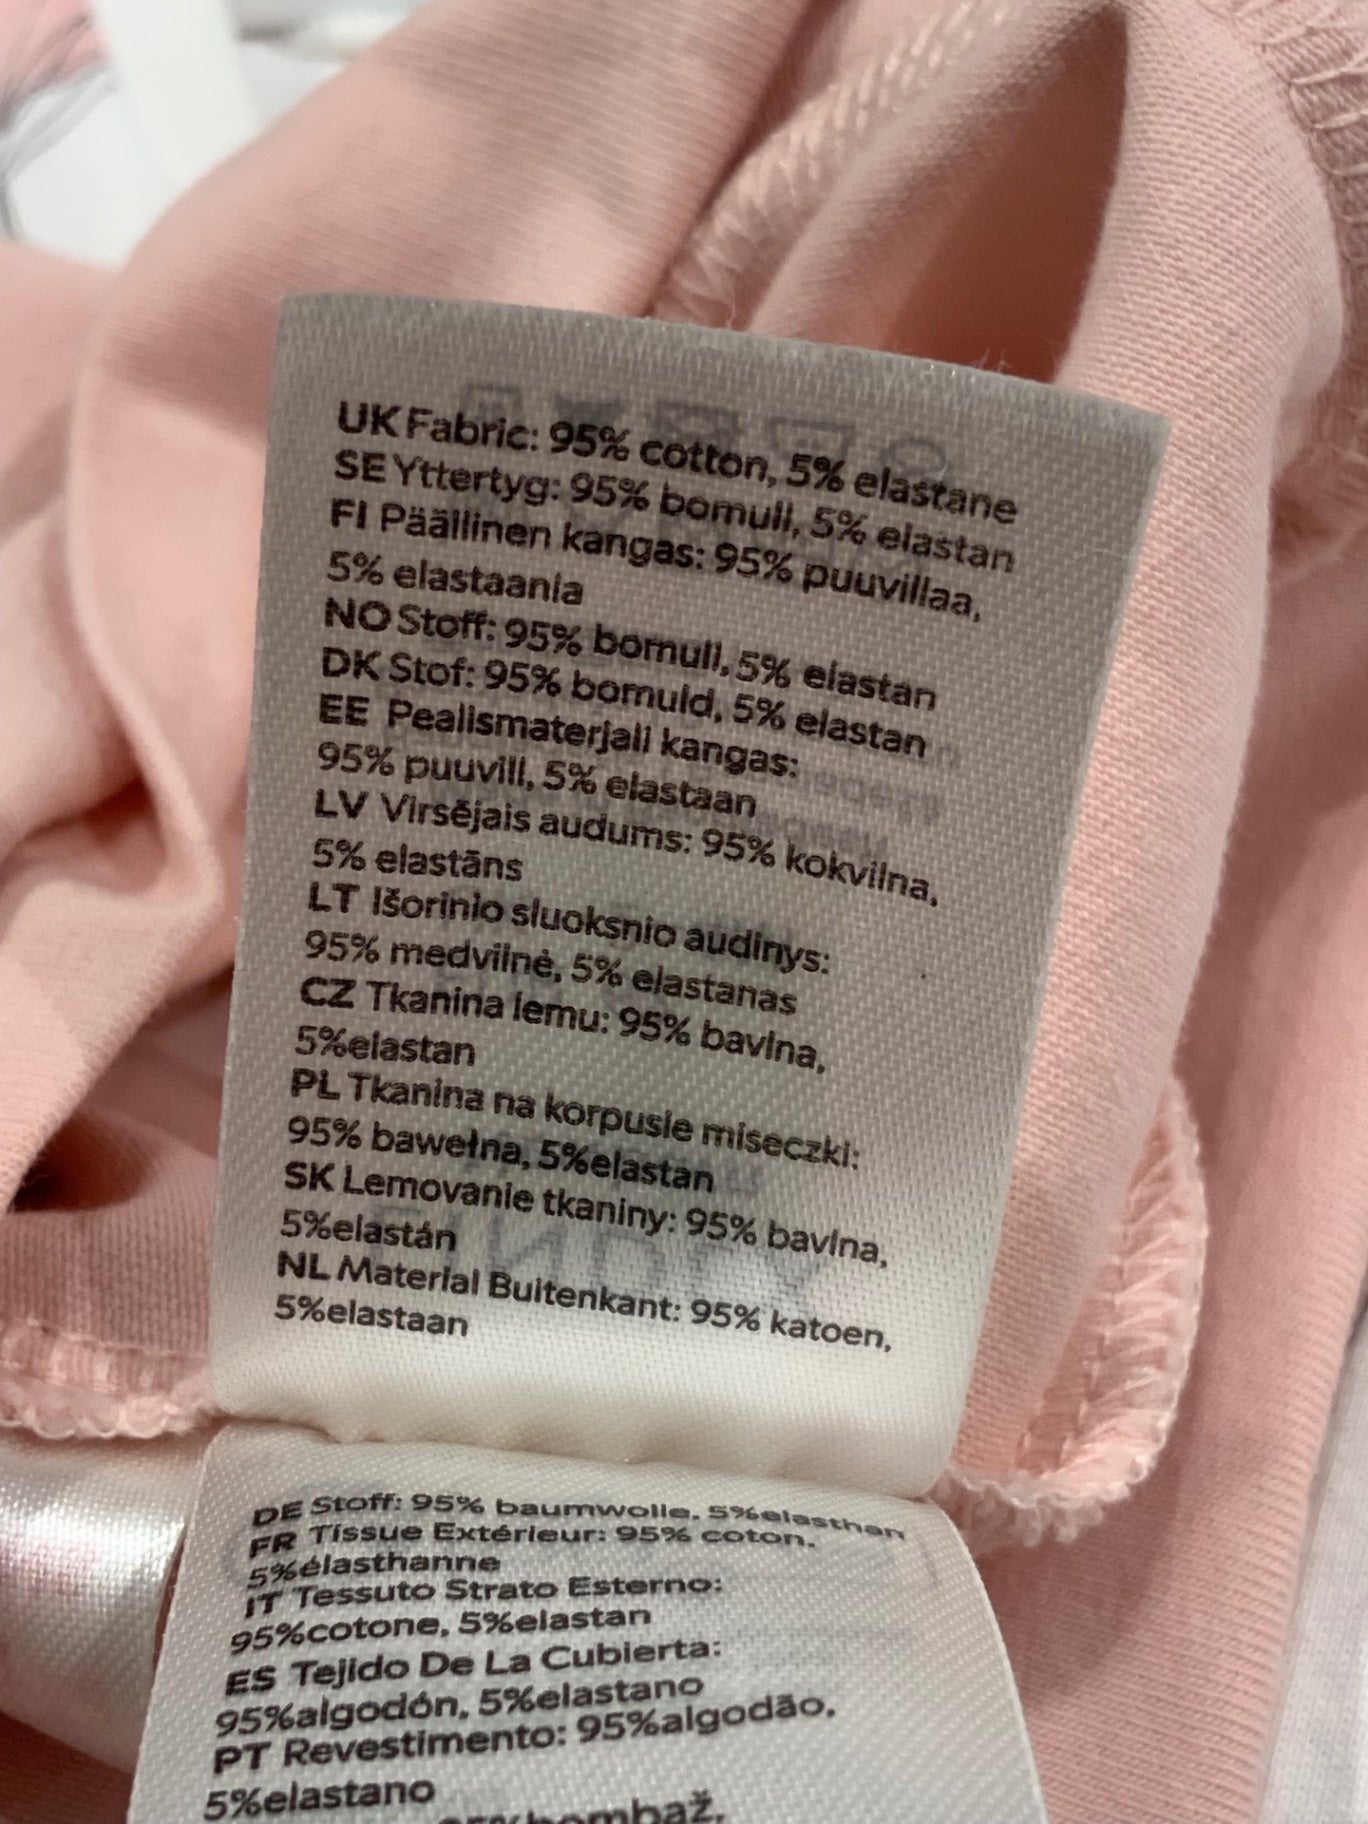 UK Fabric: 95% cotton, 5% elastane
SE Yttertyg: 95% bomull, 5% elastan
FI Päällinen kangas: 95% puuvillaa,
5% elastaania
NO Stoff: 95% bomull, 5% elastan
DK Stof: 95% bomuld, 5% elastan
EE Pealismaterjali kangas:
95% puuvill, 5% elastaan
LV Virsējais audums: 95% kokvilna,
5% elastāns
LT Išorinio sluoksnio audinys:
95% medvilnė, 5% elastanas
CZ Tkanina lemu: 95% bavlna,
5%elastan
PL Tkanina na korpusie miseczki:
95% bawełna, 5%elastan
SK Lemovanie tkaniny: 95% bavlna,
5%elastán
NL Material Buitenkant: 95% katoen,
5%elastaan
DE Stoff: 95% baumwolle, 5%elasthan
FR Tissue Extérieur: 95% coton,
5%élasthanne
IT Tessuto Strato Esterno:
95%cotone, 5%elastan
ES Tejido De La Cubierta:
95%algodón, 5%elastano
PT Revestimento: 95%algodão,
5%elastano
bombaž,